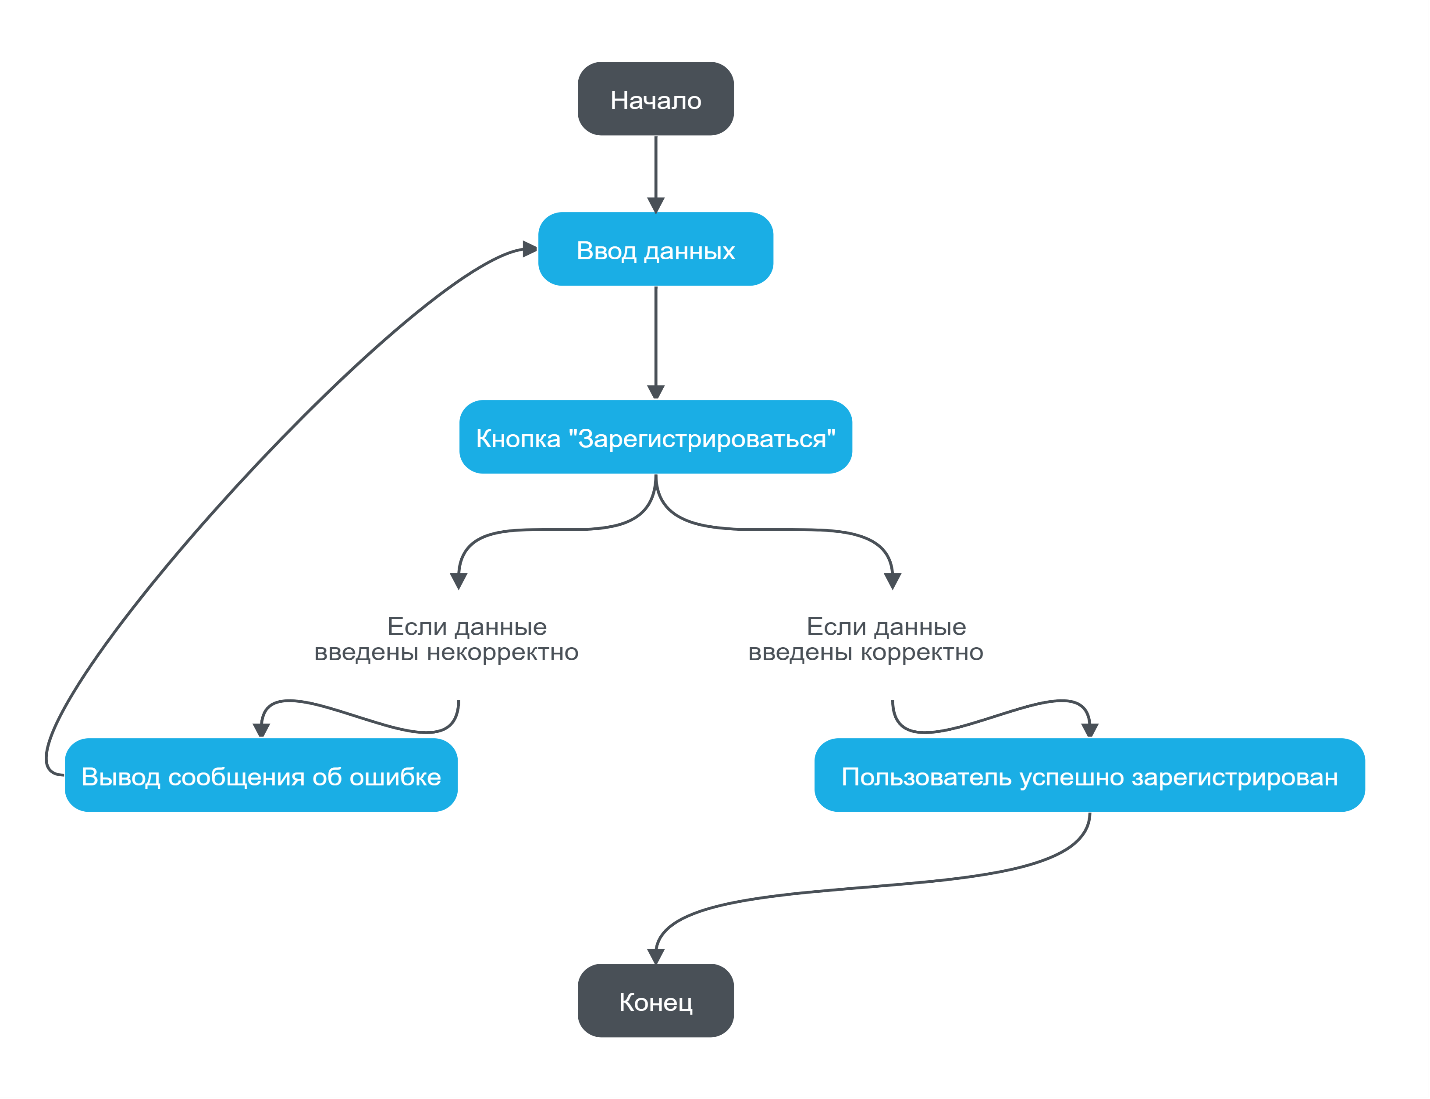 Начало
Ввод данных
Кнопка "Зарегистрироваться"
Если данные
введены некорректно
Если данные
введены корректно
Вывод сообщения об ошибке
Пользователь успешно зарегистрирован
Конец